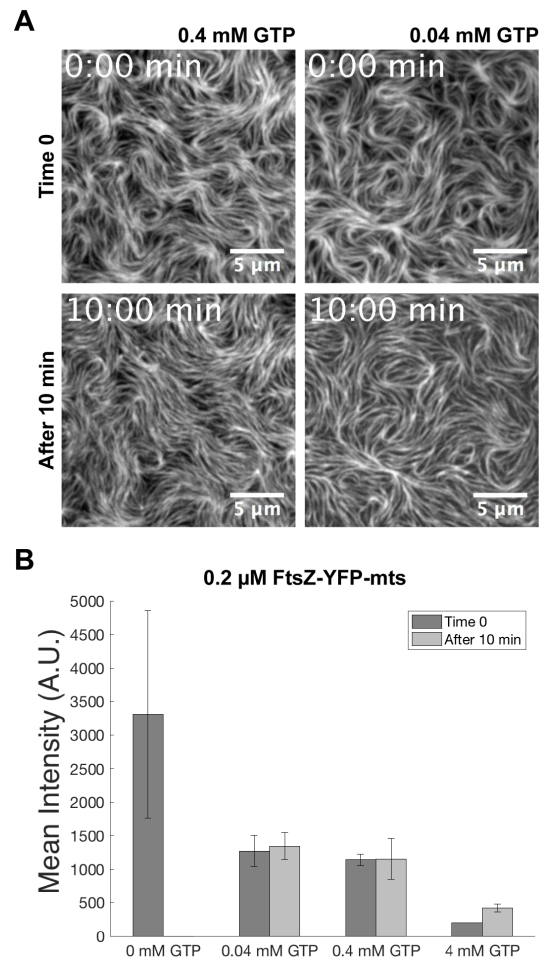 A
0.4 mM GTP
0.04 mM GTP
Time 0
0:00 min
5 µm
0:00 min
5 µm
After 10 min
10:00 min
5 µm
10:00 min
5 µm
B
0.2 µM FtsZ-YFP-mts
Mean Intensity (A.U.)
5000
4500
4000
3500
3000
2500
2000
1500
1000
500
0
Time 0
After 10 min
0 mM GTP
0.04 mM GTP
0.4 mM GTP
4 mM GTP